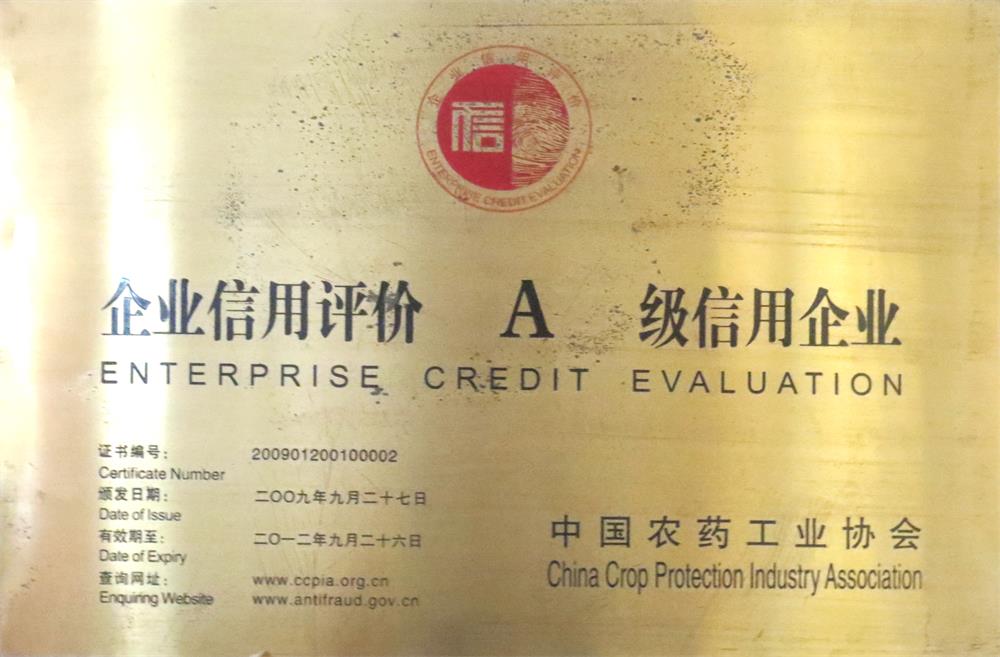 企业信用评价
信
ENTERPRISE CREDIT EVALUATION
企业信用评价 A 级信用企业
ENTERPRISE CREDIT EVALUATION
证书编号： 200901200100002
Certificate Number
颁发日期： 二〇〇九年九月二十七日
Date of Issue
有效期至： 二〇一二年九月二十六日
Date of Expiry
查询网址： www.ccpia.org.cn
Enquiring Website www.antifraud.gov.cn
中国农药工业协会
China Crop Protection Industry Association